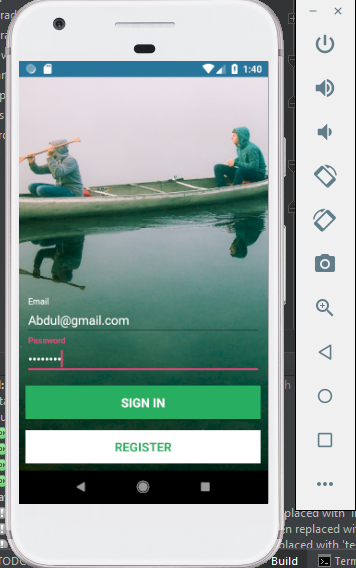 1:40
Email
Abdul@gmail.com
Password
••••••••
SIGN IN
REGISTER
placed with
en replaced wi
placed with 'te
TODO
Build
Term